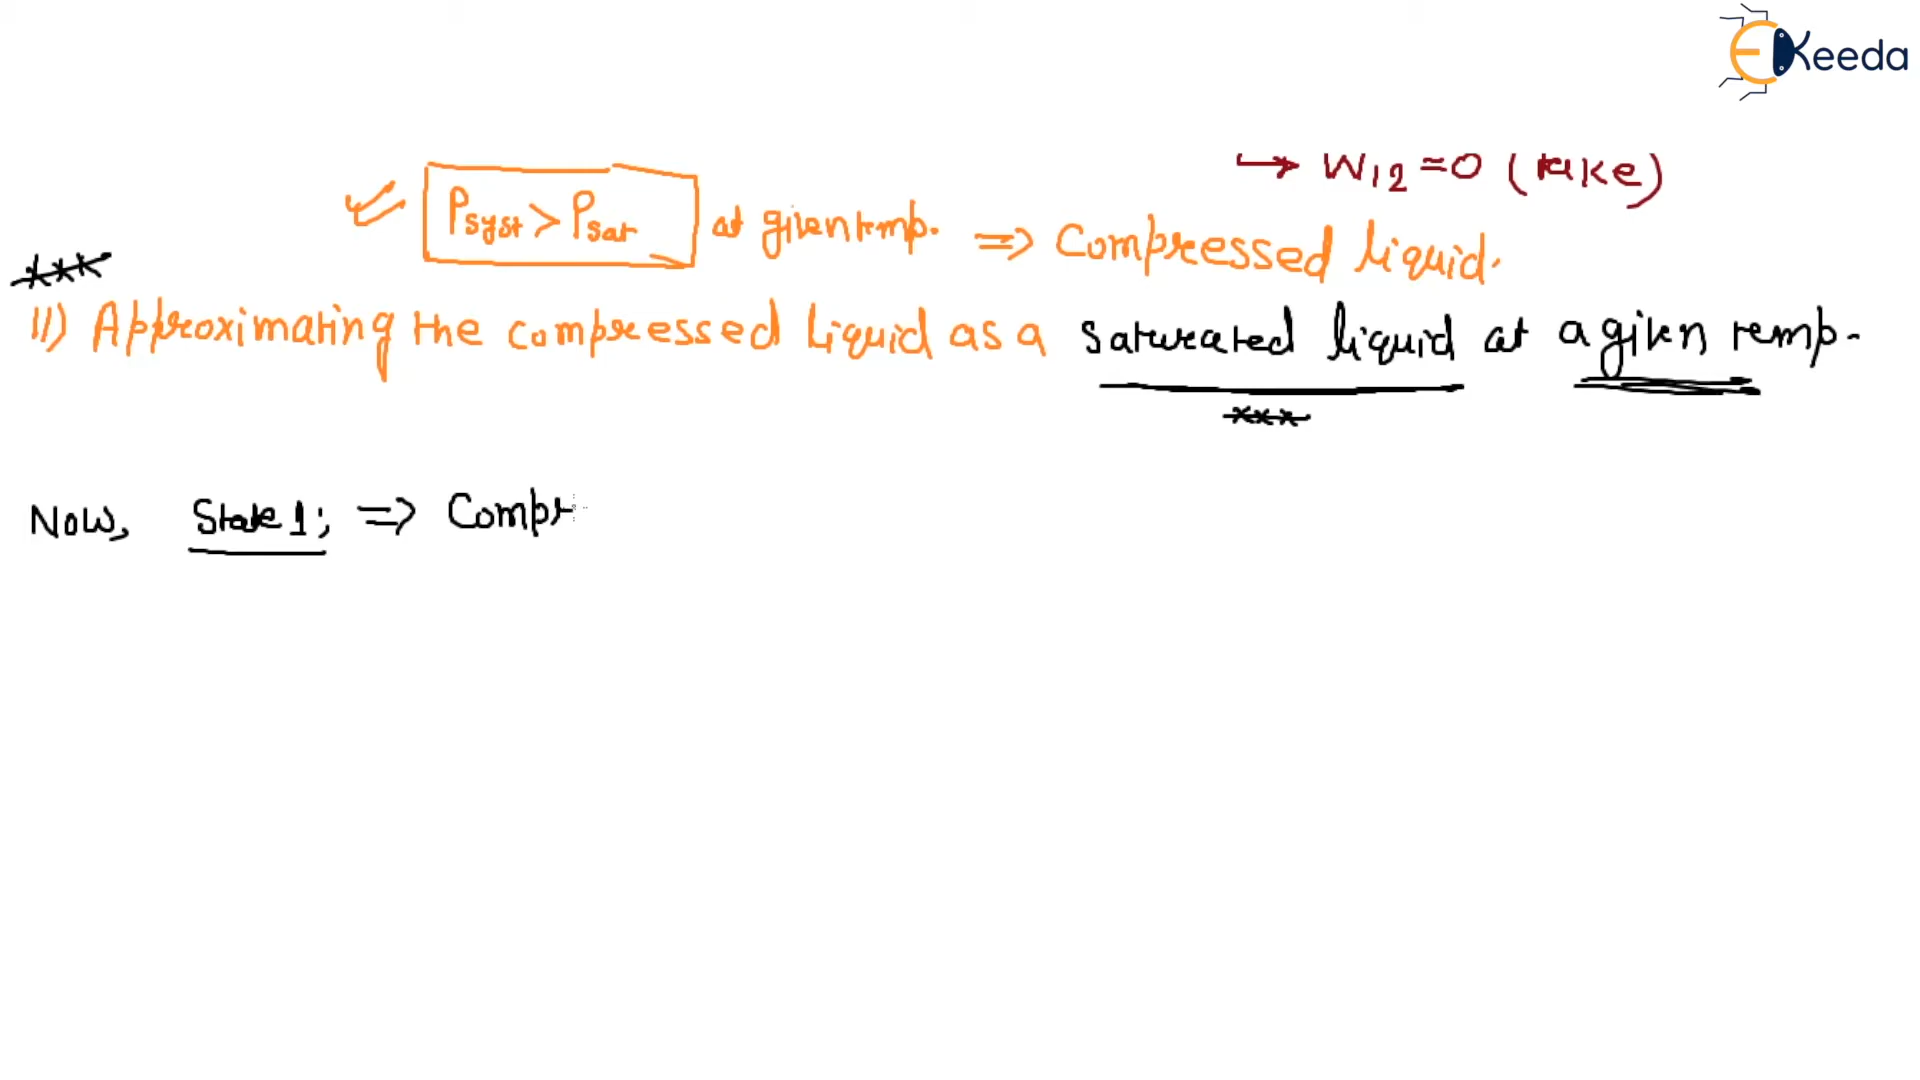 EKeeda
→ W12 = 0 (take)
Psyst > Psat at given temp. ⇒ Compressed liquid.
***
11) Approximating the compressed liquid as a saturated liquid at a given temp.
***
Now, State 1; ⇒ Compr